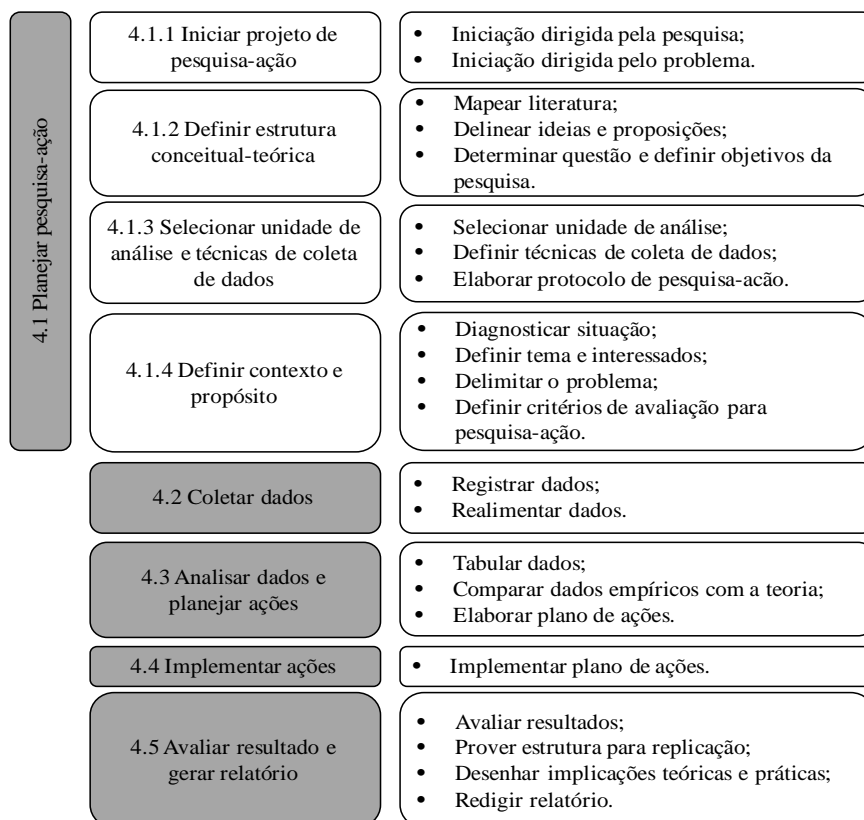 4.1 Planejar pesquisa-ação
4.1.1 Iniciar projeto de
pesquisa-ação
• Iniciação dirigida pela pesquisa;
• Iniciação dirigida pelo problema.
4.1.2 Definir estrutura
conceitual-teórica
• Mapear literatura;
• Delinear ideias e proposições;
• Determinar questão e definir objetivos da
pesquisa.
4.1.3 Selecionar unidade de
análise e técnicas de coleta
de dados
• Selecionar unidade de análise;
• Definir técnicas de coleta de dados;
• Elaborar protocolo de pesquisa-acão.
4.1.4 Definir contexto e
propósito
• Diagnosticar situação;
• Definir tema e interessados;
• Delimitar o problema;
• Definir critérios de avaliação para
pesquisa-ação.
4.2 Coletar dados
• Registrar dados;
• Realimentar dados.
4.3 Analisar dados e
planejar ações
• Tabular dados;
• Comparar dados empíricos com a teoria;
• Elaborar plano de ações.
4.4 Implementar ações
• Implementar plano de ações.
4.5 Avaliar resultado e
gerar relatório
• Avaliar resultados;
• Prover estrutura para replicação;
• Desenhar implicações teóricas e práticas;
• Redigir relatório.